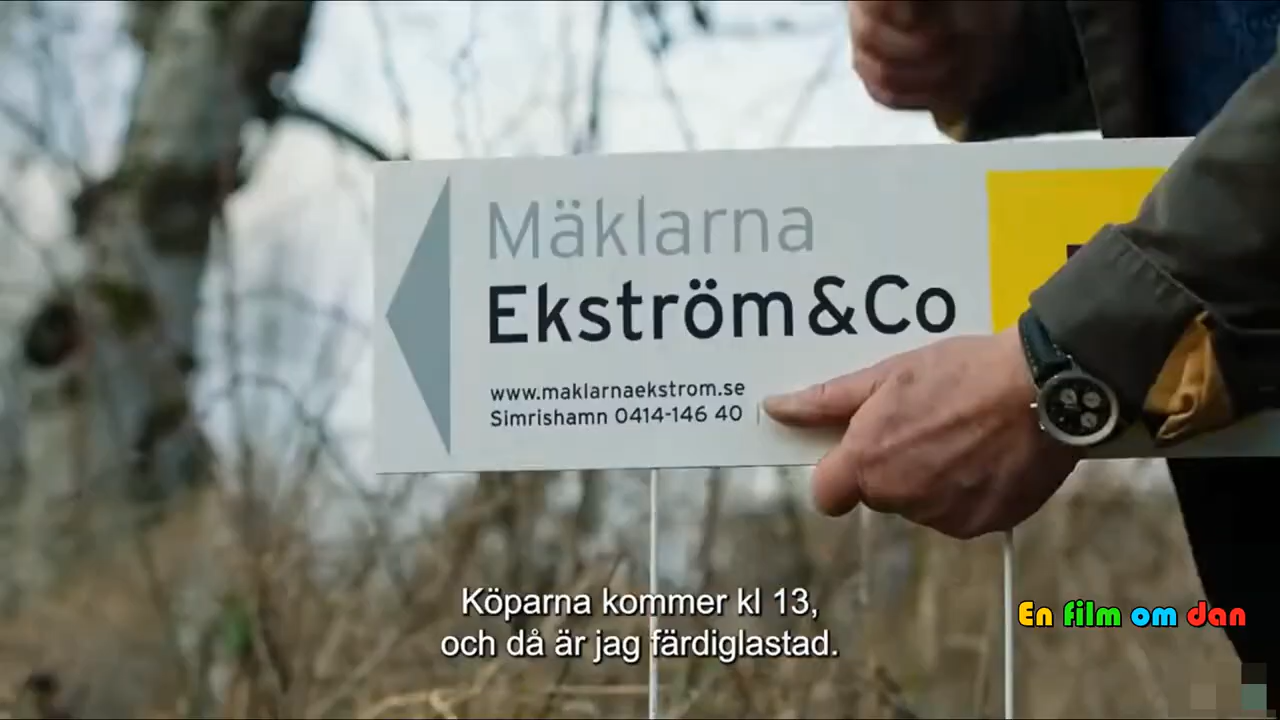 Mäklarna
Ekström&Co
www.maklarnaekstrom.se
Simrishamn 0414-146 40
Köparna kommer kl 13,
och då är jag färdiglastad.
En film om dan